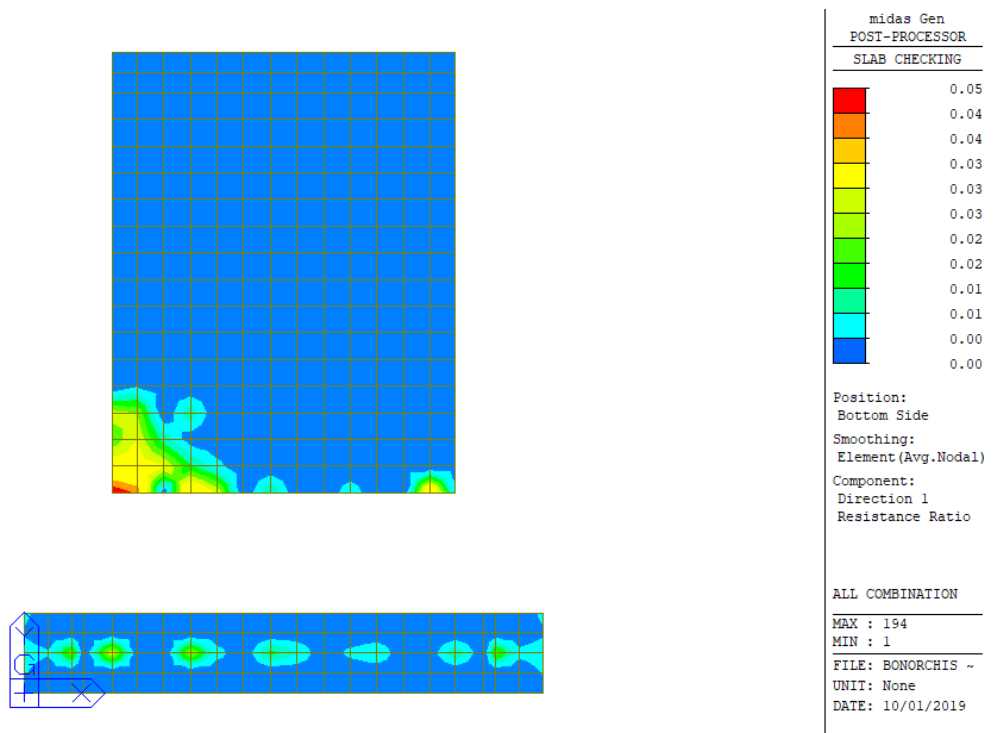 midas Gen
POST-PROCESSOR
SLAB CHECKING
0.05
0.04
0.04
0.03
0.03
0.03
0.02
0.02
0.01
0.01
0.00
0.00
Position:
Bottom Side
Smoothing:
Element(Avg.Nodal)
Component:
Direction 1
Resistance Ratio
ALL COMBINATION
MAX : 194
MIN : 1
FILE: BONORCHIS ~
UNIT: None
DATE: 10/01/2019
Y
G
X